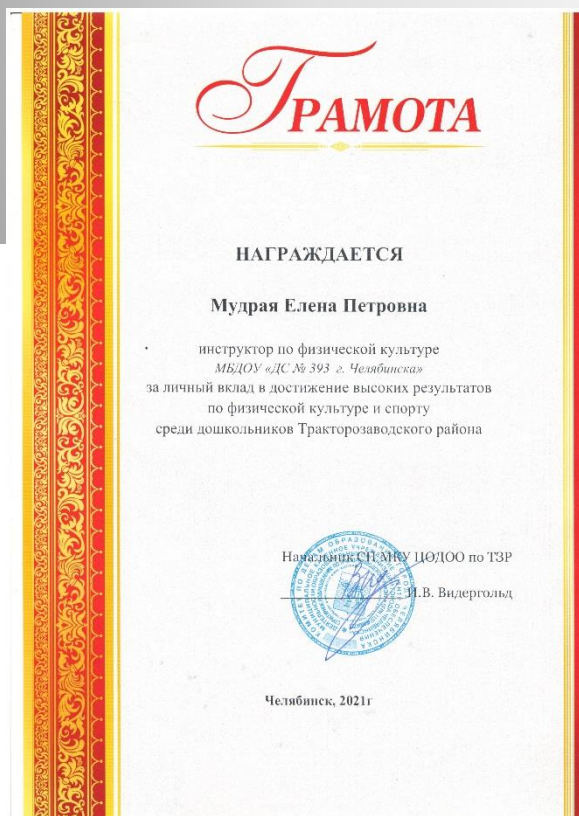 ГРАМОТА
НАГРАЖДАЕТСЯ
Мудрая Елена Петровна
инструктор по физической культуре
МБДОУ «ДС № 393 г. Челябинска»
за личный вклад в достижение высоких результатов
по физической культуре и спорту
среди дошкольников Тракторозаводского района
Начальник СП МКУ ЦОДОО по ТЗР
И.В. Видергольд
Челябинск, 2021г